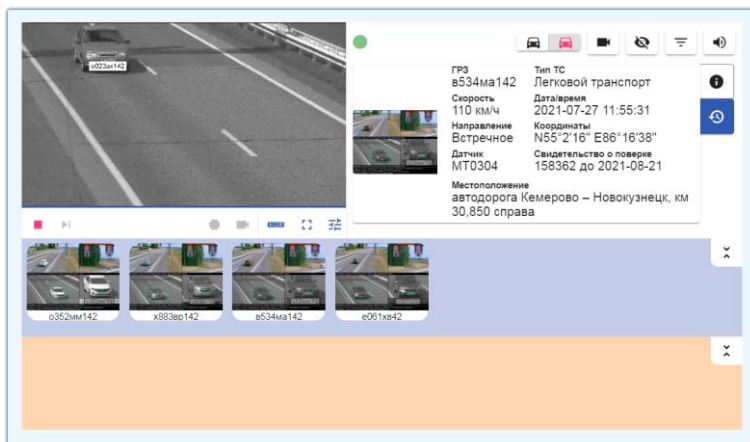 о023ах142
ГРЗ
в534ма142
Тип ТС
Легковой транспорт
Скорость
110 км/ч
Дата/время
2021-07-27 11:55:31
Направление
Встречное
Координаты
N55°2'16" E86°16'38"
Датчик
МТ0304
Свидетельство о поверке
158362 до 2021-08-21
Местоположение
автодорога Кемерово – Новокузнецк, км
30,850 справа
о352мм142
х883вр142
в534ма142
е061хв42